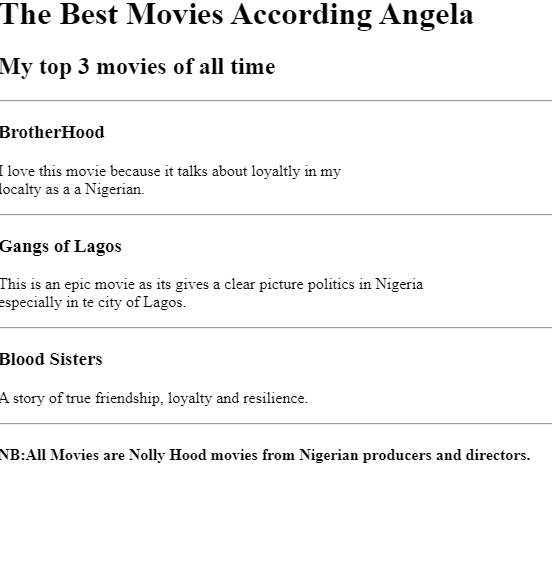 The Best Movies According Angela
My top 3 movies of all time
BrotherHood
I love this movie because it talks about loyaltly in my
localty as a a Nigerian.
Gangs of Lagos
This is an epic movie as its gives a clear picture politics in Nigeria
especially in te city of Lagos.
Blood Sisters
A story of true friendship, loyalty and resilience.
NB:All Movies are Nolly Hood movies from Nigerian producers and directors.